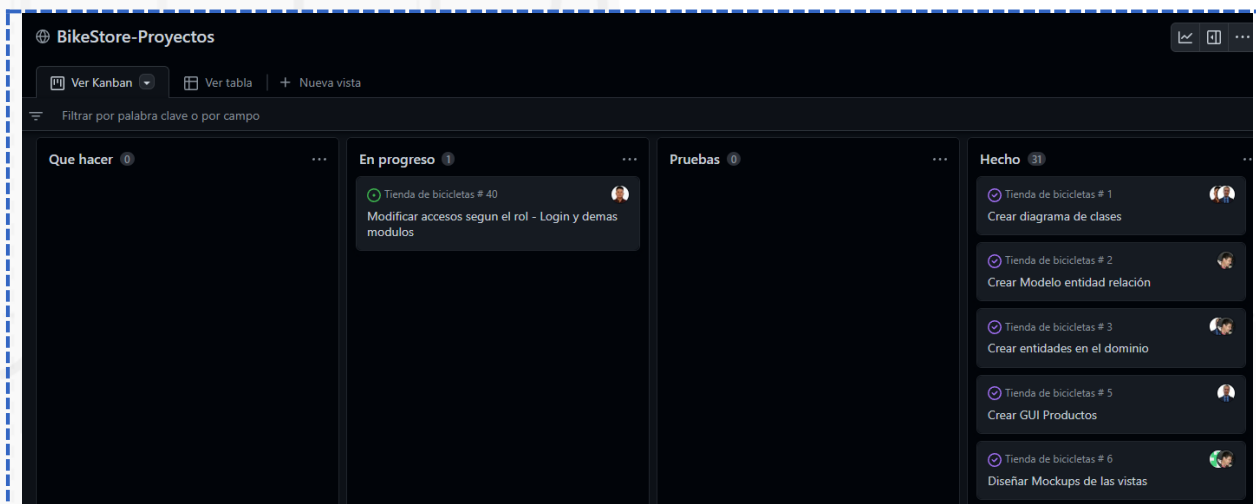 BikeStore-Proyectos
Ver Kanban
Ver tabla
+ Nueva vista
Filtrar por palabra clave o por campo
Que hacer 0
En progreso 1
Tienda de bicicletas # 40
Modificar accesos segun el rol - Login y demas
modulos
Pruebas 0
Hecho 31
Tienda de bicicletas # 1
Crear diagrama de clases
Tienda de bicicletas # 2
Crear Modelo entidad relación
Tienda de bicicletas # 3
Crear entidades en el dominio
Tienda de bicicletas # 5
Crear GUI Productos
Tienda de bicicletas # 6
Diseñar Mockups de las vistas